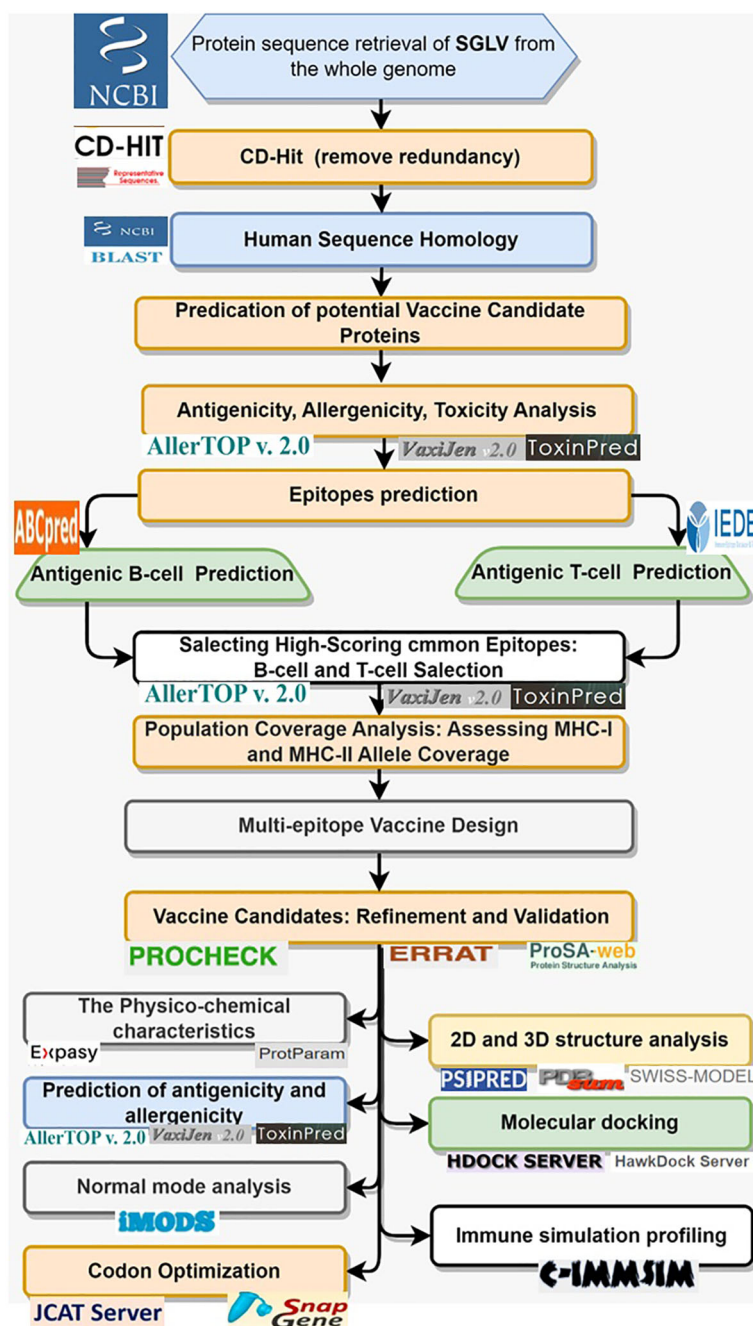 Protein sequence retrieval of SGLV from
the whole genome
NCBI
CD-HIT
Representative
Sequences.
CD-Hit (remove redundancy)
NCBI
BLAST
Human Sequence Homology
Predication of potential Vaccine Candidate
Proteins
Antigenicity, Allergenicity, Toxicity Analysis
AllerTOP v. 2.0
VaxiJen v2.0
ToxinPred
Epitopes prediction
ABCpred
IEDB
Antigenic B-cell Prediction
Antigenic T-cell Prediction
Salecting High-Scoring cmmon Epitopes:
B-cell and T-cell Selection
AllerTOP v. 2.0
VaxiJen v2.0
ToxinPred
Population Coverage Analysis: Assessing MHC-I
and MHC-II Allele Coverage
Multi-epitope Vaccine Design
Vaccine Candidates: Refinement and Validation
PROCHECK
ERRAT
ProSA-web
Protein Structure Analysis
The Physico-chemical
characteristics
Expasy
ProtParam
2D and 3D structure analysis
PSIPRED
PDBsum
SWISS-MODEL
Prediction of antigenicity and
allergenicity
AllerTOP v. 2.0
VaxiJen v2.0
ToxinPred
Molecular docking
HDOCK SERVER
HawkDock Server
Normal mode analysis
iMODS
Immune simulation profiling
C-IMMSIM
Codon Optimization
JCAT Server
Snap
Gene